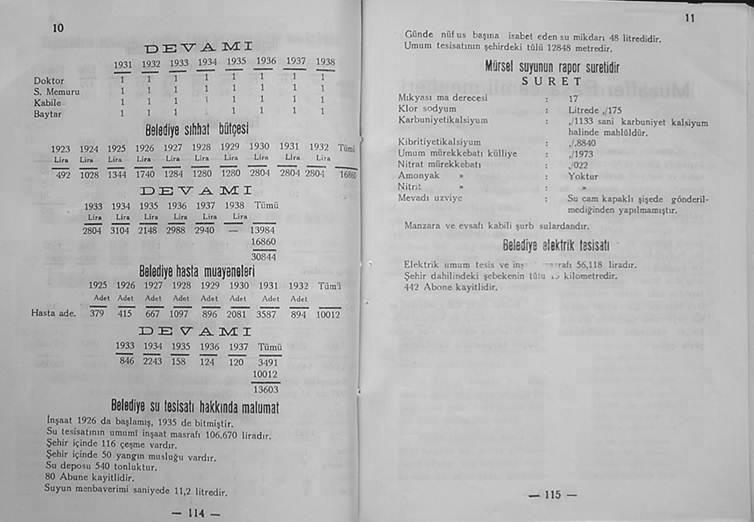 10
DEVAMI
1931 1932 1933 1934 1935 1936 1937 1938
Doktor 1 1 1 1 1 1 1 1
S. Memuru 1 1 1 1 1 1 1 1
Kabile 1 1 1 1 1 1 1 1
Baytar 1 1 1 1 1 1 1 1
Belediye sıhhat bütçesi
1923 1924 1925 1926 1927 1928 1929 1930 1931 1932 Tümü
Lira Lira Lira Lira Lira Lira Lira Lira Lira Lira
492 1028 1344 1740 1284 1280 1280 2804 2804 2804 16860
DEVAMI
1933 1934 1935 1936 1937 1938 Tümü
Lira Lira Lira Lira Lira Lira
2804 3104 2148 2988 2940 — 13984
16860
30844
Belediye hasta muayeneleri
1925 1926 1927 1928 1929 1930 1931 1932 Tümü
Adet Adet Adet Adet Adet Adet Adet Adet
Hasta ade. 379 415 667 1097 896 2081 3587 894 10012
DEVAMI
1933 1934 1935 1936 1937 Tümü
846 2243 158 124 120 3491
10012
13603
Belediye su tesisatı hakkında malumat
İnşaat 1926 da başlamış, 1935 de bitmiştir.
Su tesisatının umumî inşaat masrafı 106.670 liradır.
Şehir içinde 116 çeşme vardır.
Şehir içinde 50 yangın musluğu vardır.
Su deposu 540 tonluktur.
80 Abune kayitlidir.
Suyun menbaverimi saniyede 11,2 litredir.
— 114 —
11
Günde nüfus başına isabet eden su mikdarı 48 litredidir.
Umum tesisatının şehirdeki tülü 12848 metredir.
Mürsel suyunun rapor suretidir
SURET
Mıkyası ma derecesi : 17
Klor sodyum : Litrede ,/175
Karbuniyetikalsiyum : ,/1133 sani karbuniyet kalsiyum
halinde mahlûldür.
Kibritiyetikalsiyum : ,/,8840
Umum mürekkebatı külliye : ,/1973
Nitrat mürekkebatı : ,/022
Amonyak » : Yoktur
Nitrit » : »
Mevadı uzviye : Su cam kapaklı şişede gönderil-
mediğinden yapılmamıştır.
Manzara ve evsafı kabili şurb sulardandır.
Belediye elektrik tesisatı
Elektrik umum tesis ve 56,118 liradır.
Şehir dahilindeki şebekenin tülü kilometredir.
442 Abone kayitlidir.
— 115 —